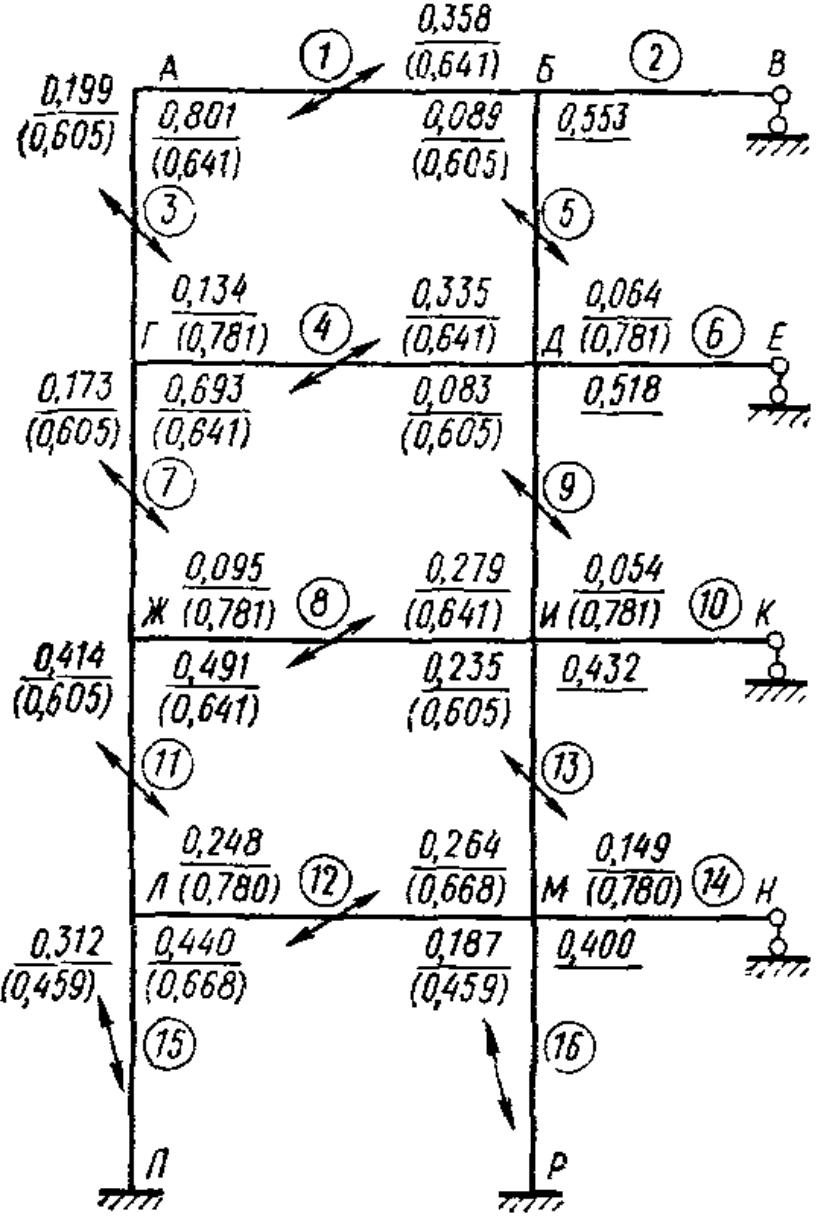 0,358
А 1 (0,641) Б 2 В
0,199
(0,605)
0,801 0,089 0,553
(0,641) (0,605)
3 5
0,134 0,335 0,064
Г (0,781) 4 (0,641) Д (0,781) 6 Е
0,173 0,693 0,083 0,518
(0,605) (0,641) (0,605)
7 9
0,095 0,279 0,054
Ж (0,781) 8 (0,641) И (0,781) 10 К
0,414 0,491 0,235 0,432
(0,605) (0,641) (0,605)
11 13
0,248 0,264 0,149
Л (0,780) 12 (0,668) М (0,780) 14 Н
0,312 0,440 0,187 0,400
(0,459) (0,668) (0,459)
15 16
П Р